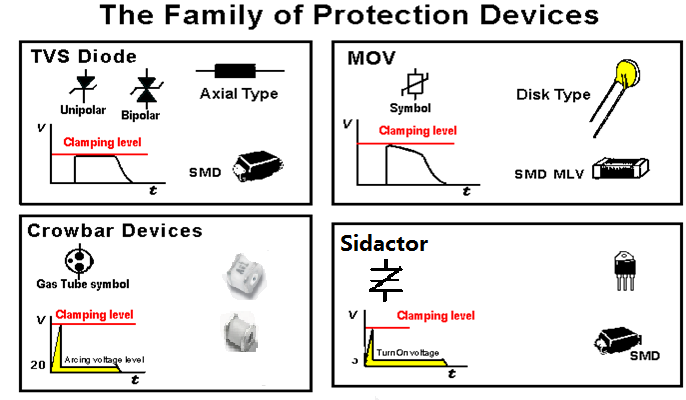 The Family of Protection Devices
TVS Diode
Unipolar
Bipolar
Axial Type
V
Clamping level
t
SMD
MOV
Symbol
Disk Type
V
Clamping level
t
SMD MLV
Crowbar Devices
Gas Tube symbol
V
Clamping level
20
Arcing voltage level
t
Sidactor
V
Clamping level
TurnOn voltage
t
SMD